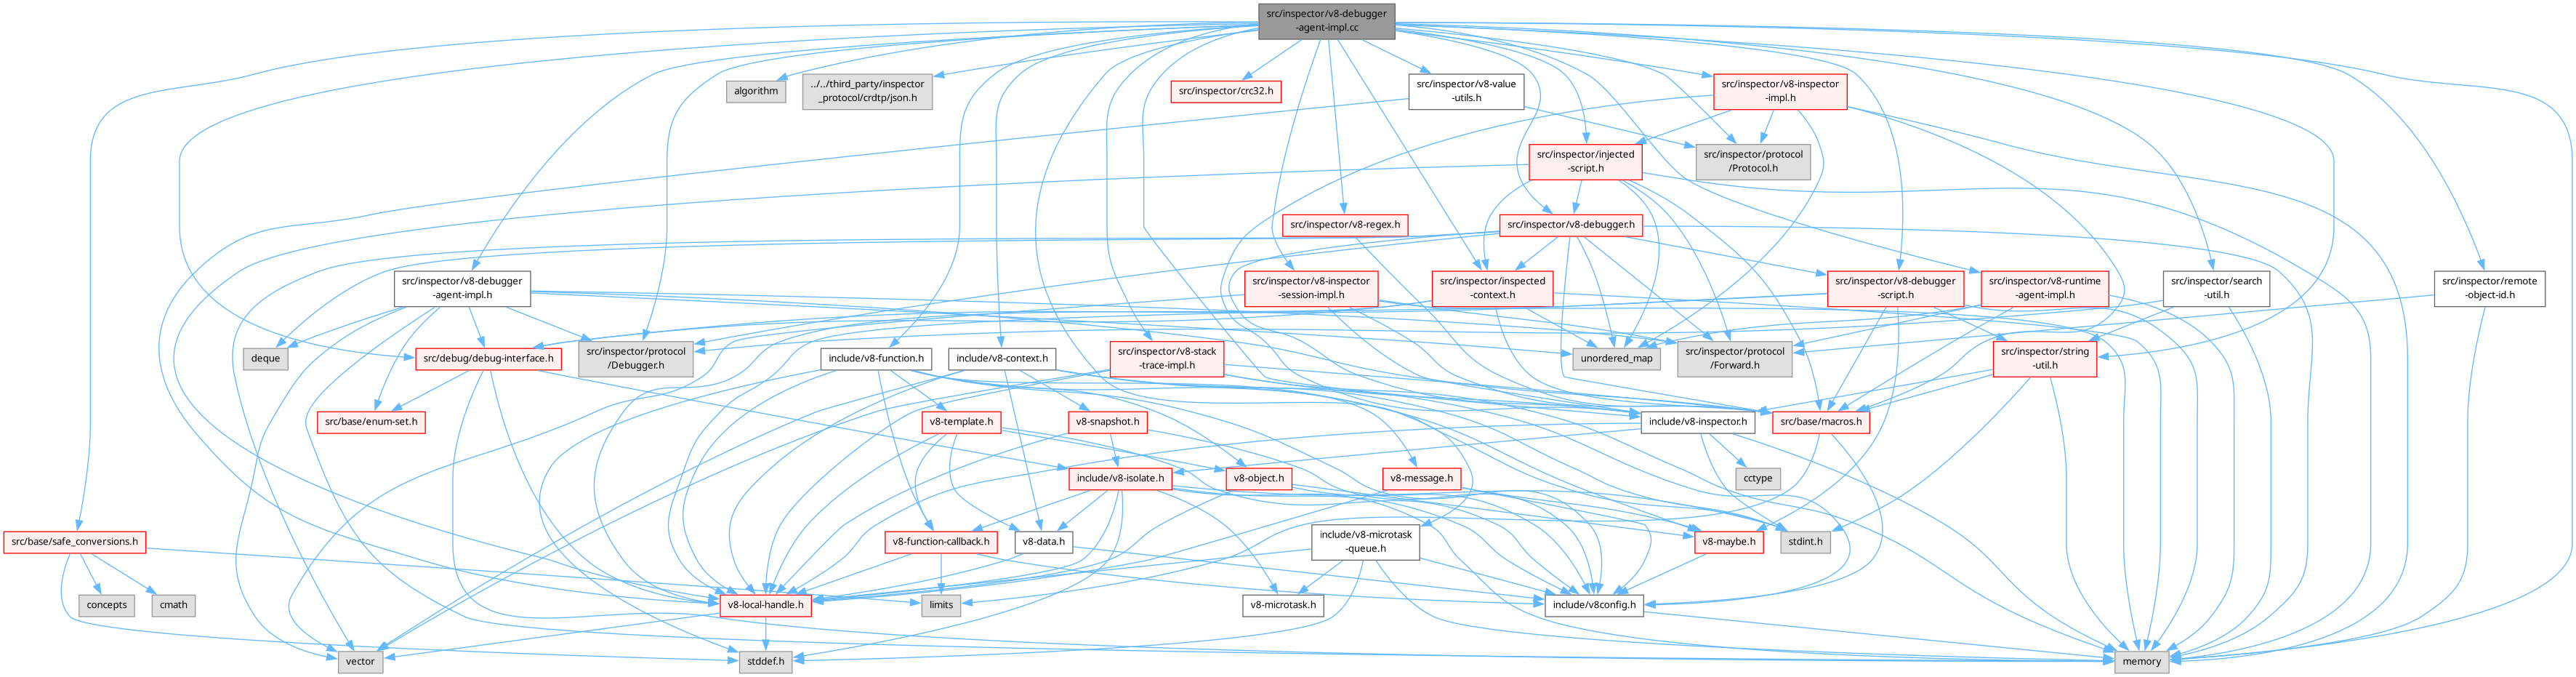 src/inspector/v8-debugger
-agent-impl.cc
algorithm
../../third_party/inspector
_protocol/crdtp/json.h
src/inspector/crc32.h
src/inspector/v8-value
-utils.h
src/inspector/v8-inspector
-impl.h
src/inspector/injected
-script.h
src/inspector/protocol
/Protocol.h
src/inspector/v8-regex.h
src/inspector/v8-debugger.h
src/inspector/v8-debugger
-agent-impl.h
src/inspector/v8-inspector
-session-impl.h
src/inspector/inspected
-context.h
src/inspector/v8-debugger
-script.h
src/inspector/v8-runtime
-agent-impl.h
src/inspector/search
-util.h
src/inspector/remote
-object-id.h
deque
src/debug/debug-interface.h
src/inspector/protocol
/Debugger.h
include/v8-function.h
include/v8-context.h
src/inspector/v8-stack
-trace-impl.h
unordered_map
src/inspector/protocol
/Forward.h
src/inspector/string
-util.h
src/base/enum-set.h
v8-template.h
v8-snapshot.h
include/v8-inspector.h
src/base/macros.h
include/v8-isolate.h
v8-object.h
v8-message.h
cctype
src/base/safe_conversions.h
v8-function-callback.h
v8-data.h
include/v8-microtask
-queue.h
v8-maybe.h
stdint.h
concepts
cmath
v8-local-handle.h
limits
v8-microtask.h
include/v8config.h
vector
stddef.h
memory